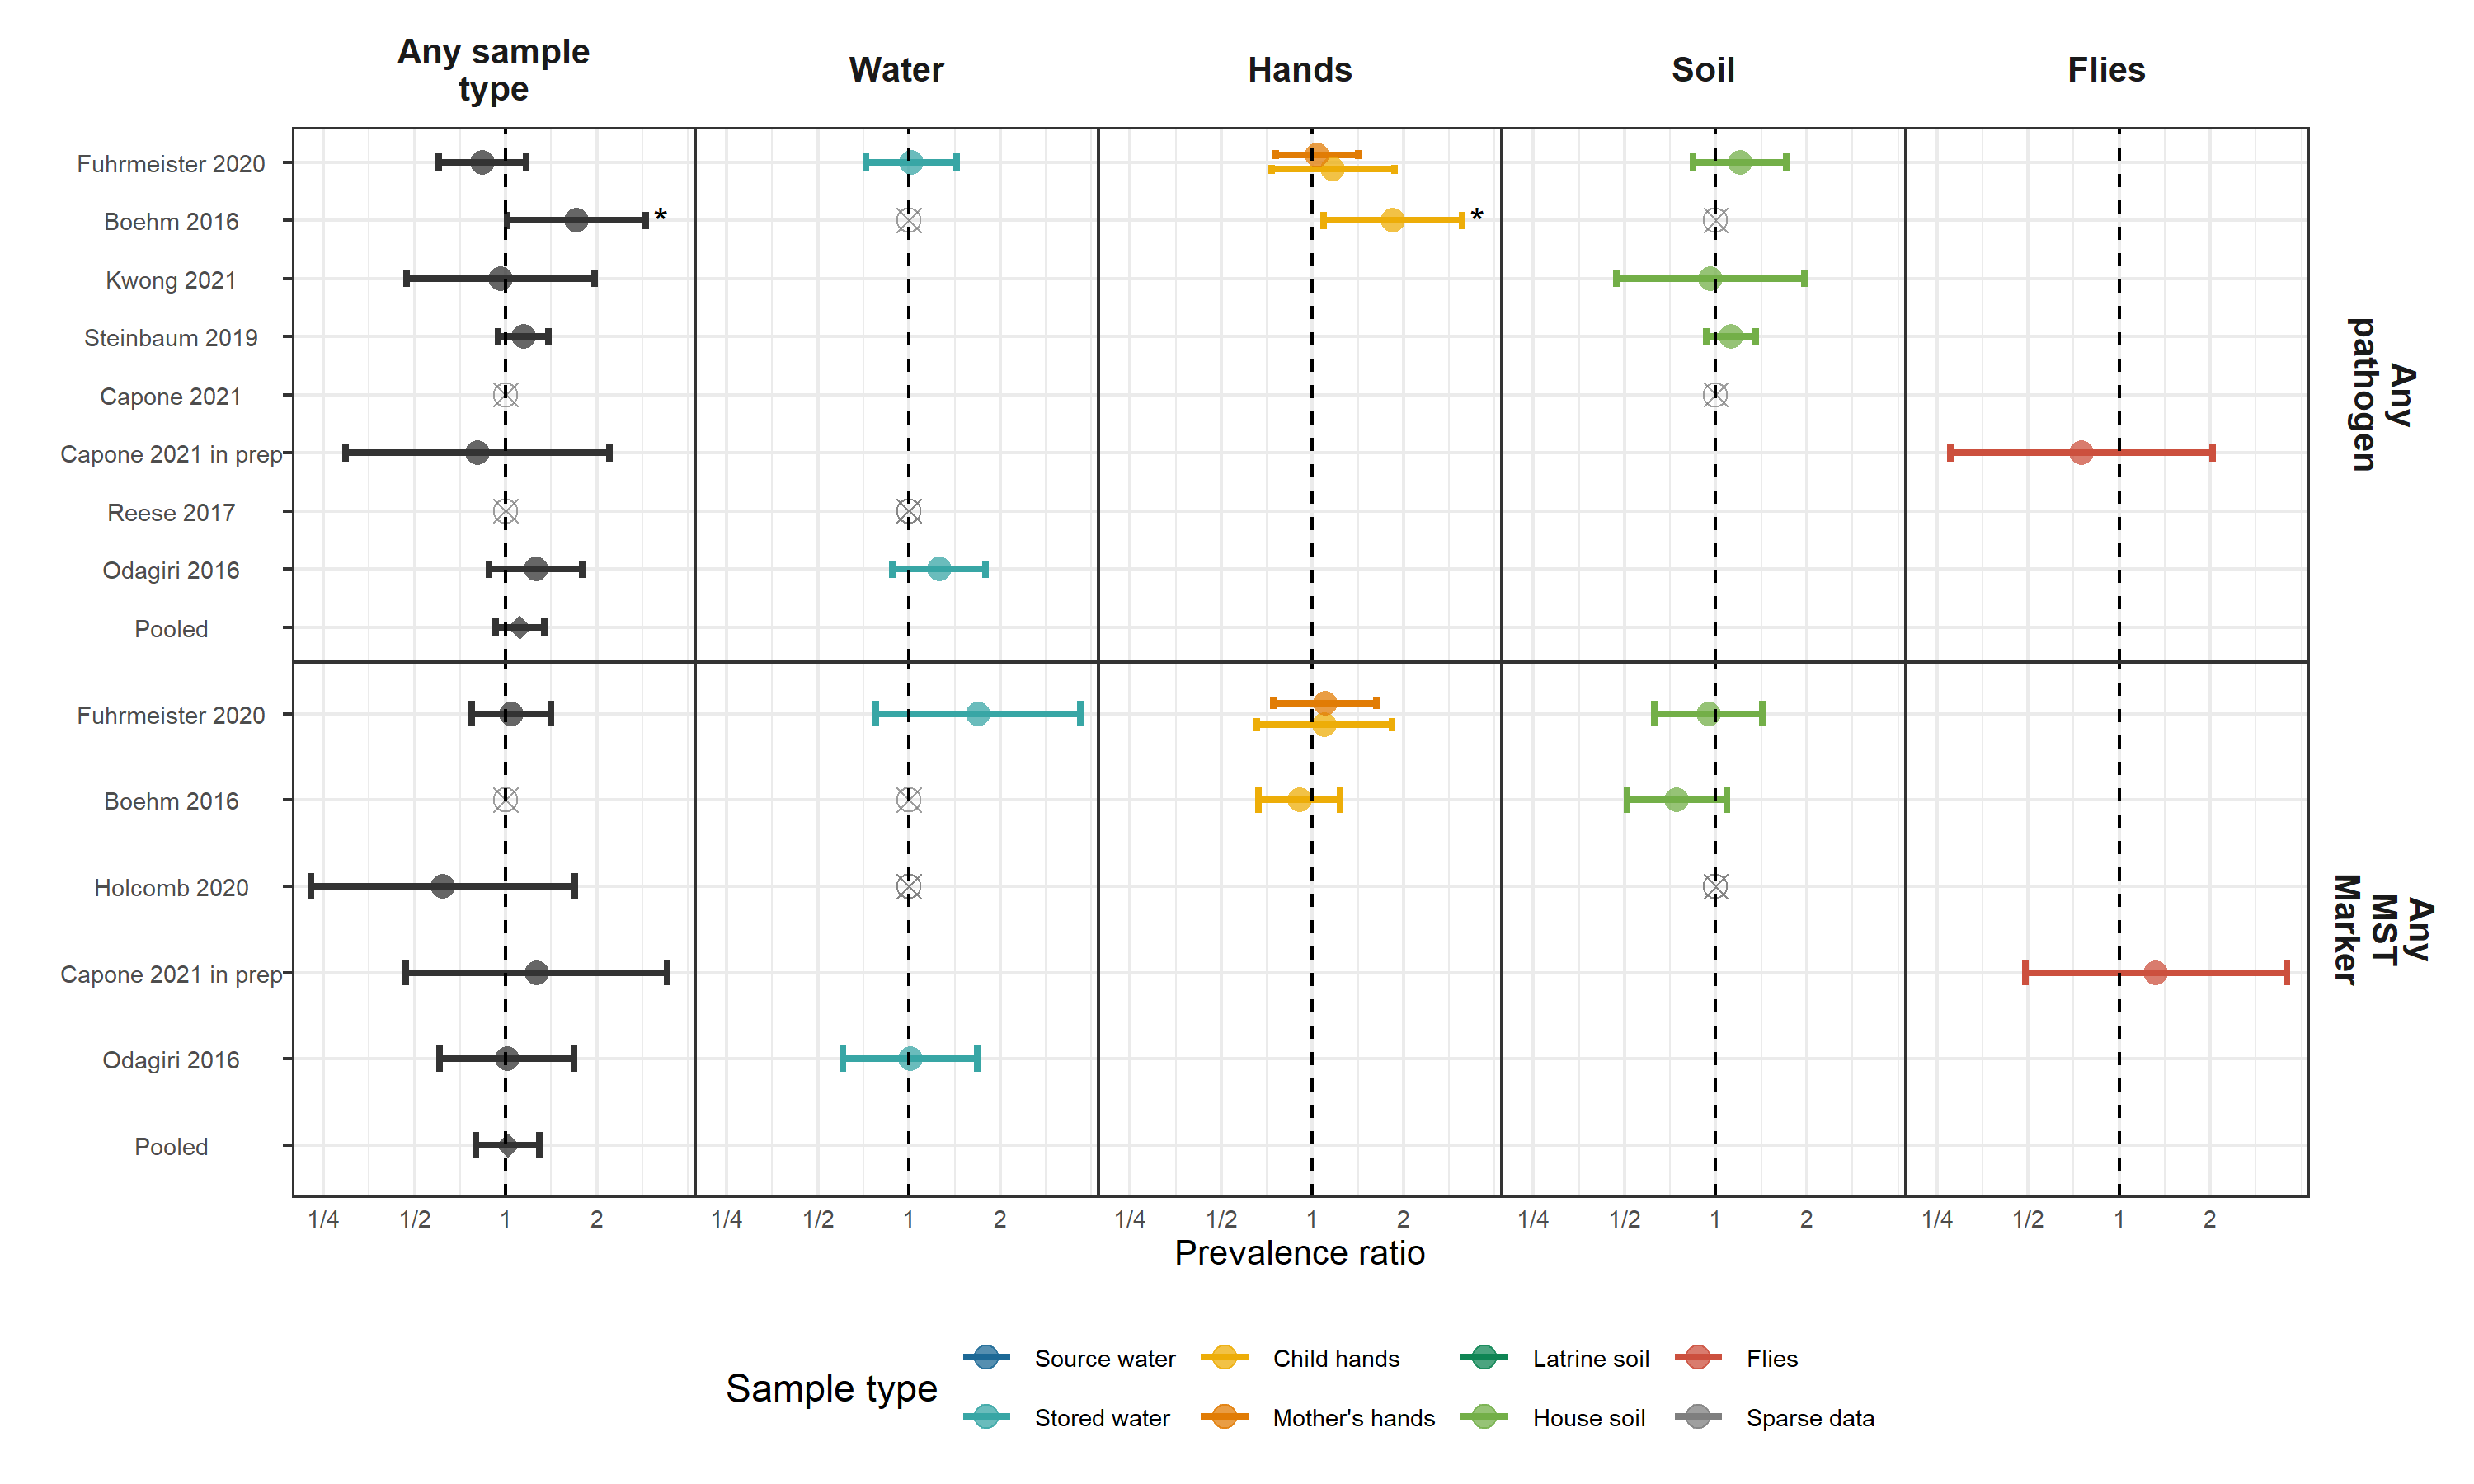 Any sample
type
Water
Hands
Soil
Flies
Fuhrmeister 2020
Boehm 2016
*
*
Kwong 2021
Steinbaum 2019
Capone 2021
Capone 2021 in prep
Reese 2017
Odagiri 2016
Pooled
Any
pathogen
Fuhrmeister 2020
Boehm 2016
Holcomb 2020
Capone 2021 in prep
Odagiri 2016
Pooled
Any
MST
Marker
1/4 1/2 1 2 1/4 1/2 1 2 1/4 1/2 1 2 1/4 1/2 1 2 1/4 1/2 1 2
Prevalence ratio
Sample type
Source water
Child hands
Latrine soil
Flies
Stored water
Mother's hands
House soil
Sparse data